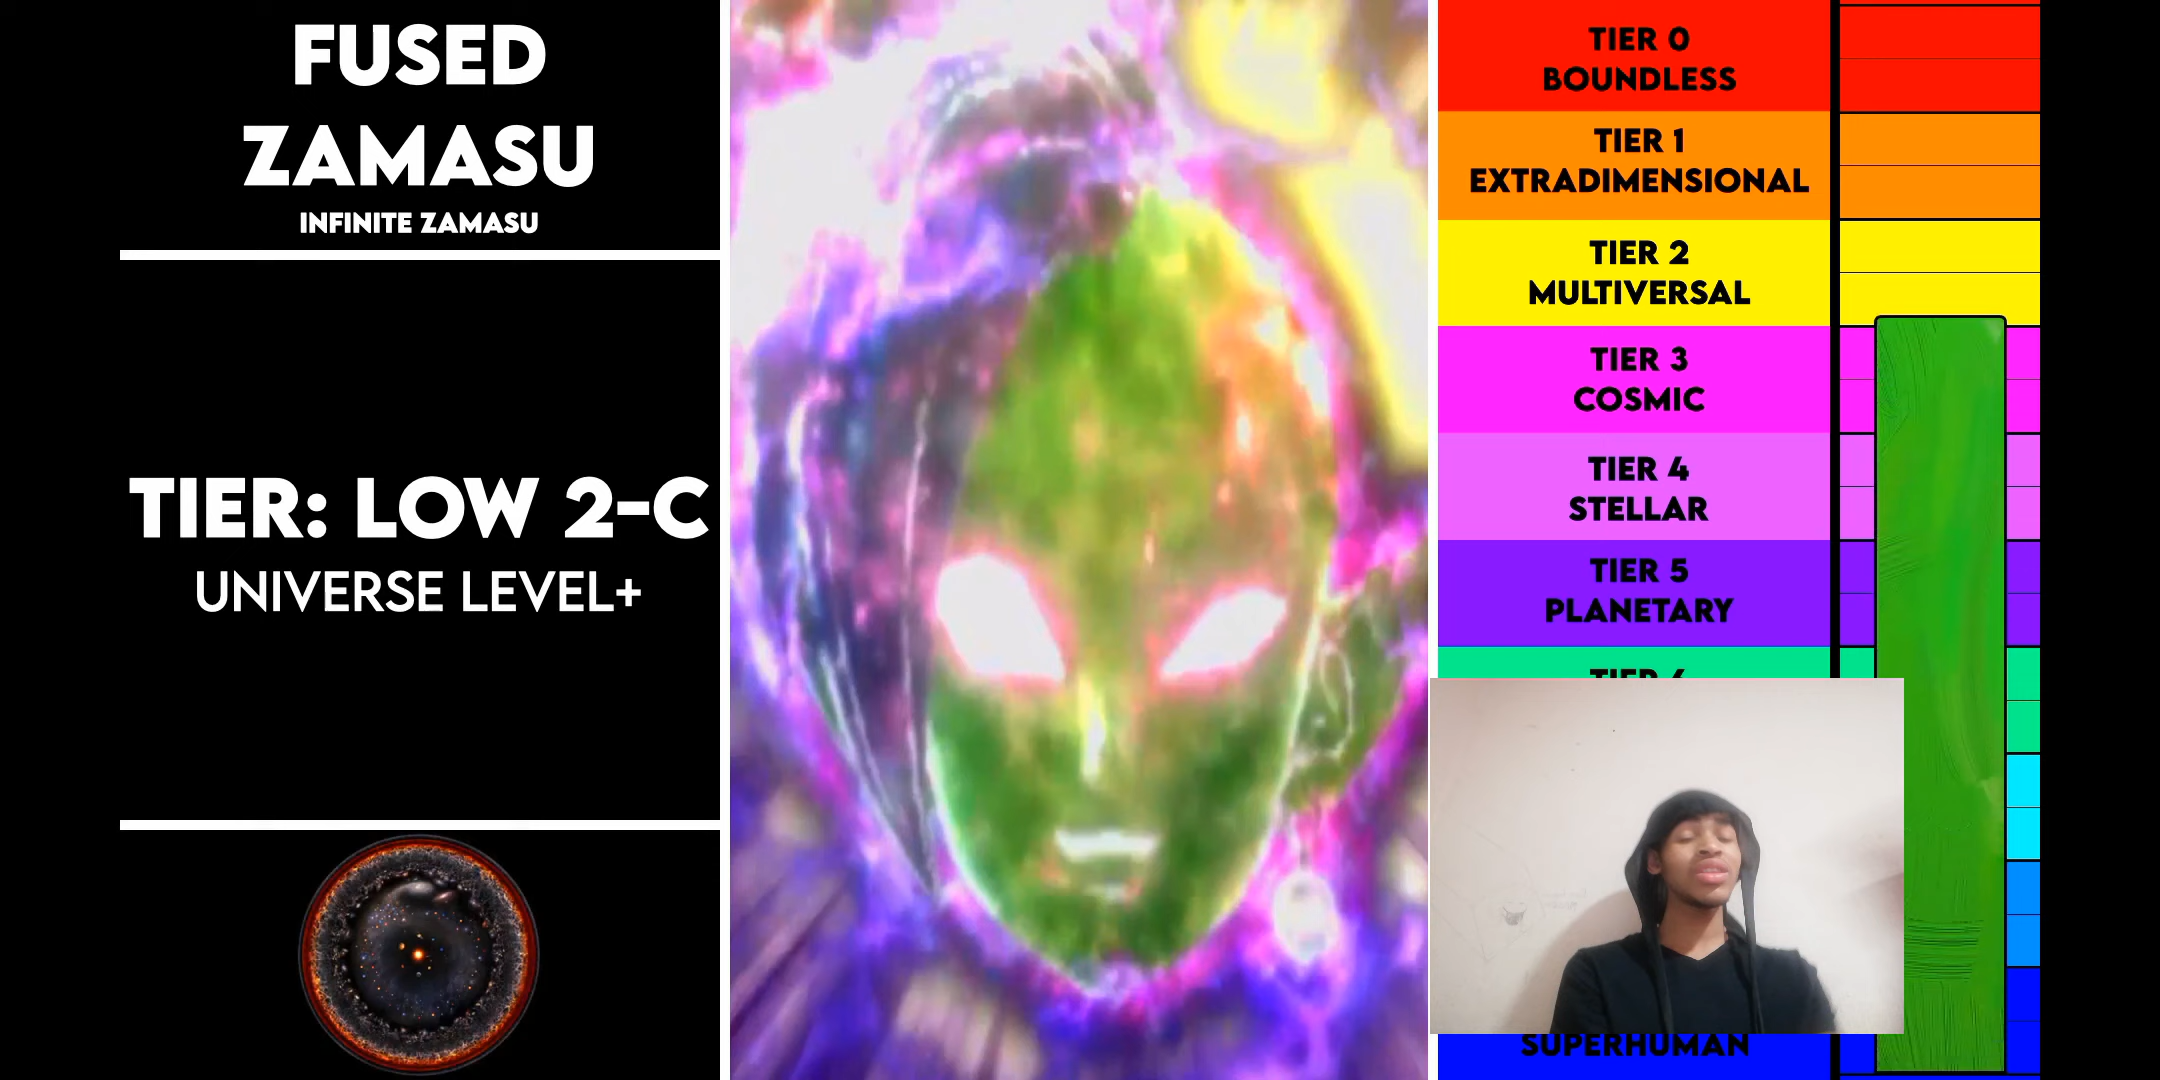 FUSED
ZAMASU
INFINITE ZAMASU
TIER: LOW 2-C
UNIVERSE LEVEL+
TIER 0
BOUNDLESS
TIER 1
EXTRADIMENSIONAL
TIER 2
MULTIVERSAL
TIER 3
COSMIC
TIER 4
STELLAR
TIER 5
PLANETARY
SUPERHUMAN